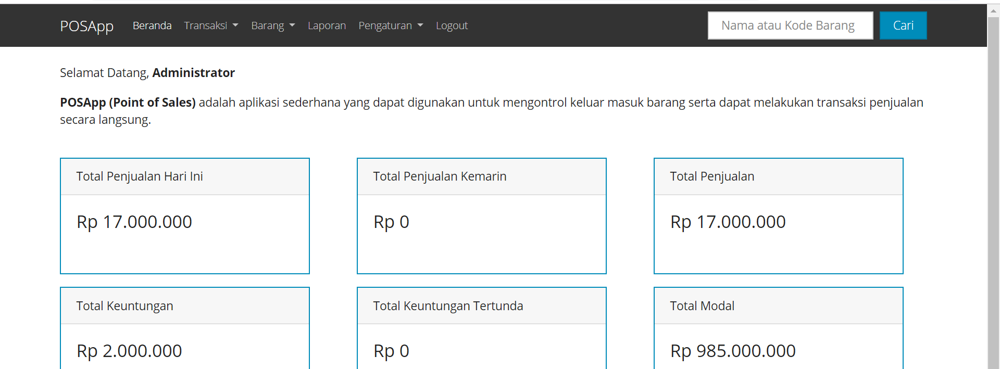 POSApp Beranda Transaksi Barang Laporan Pengaturan Logout Nama atau Kode Barang Cari
Selamat Datang, Administrator
POSApp (Point of Sales) adalah aplikasi sederhana yang dapat digunakan untuk mengontrol keluar masuk barang serta dapat melakukan transaksi penjualan
secara langsung.
Total Penjualan Hari Ini
Rp 17.000.000
Total Penjualan Kemarin
Rp 0
Total Penjualan
Rp 17.000.000
Total Keuntungan
Rp 2.000.000
Total Keuntungan Tertunda
Rp 0
Total Modal
Rp 985.000.000